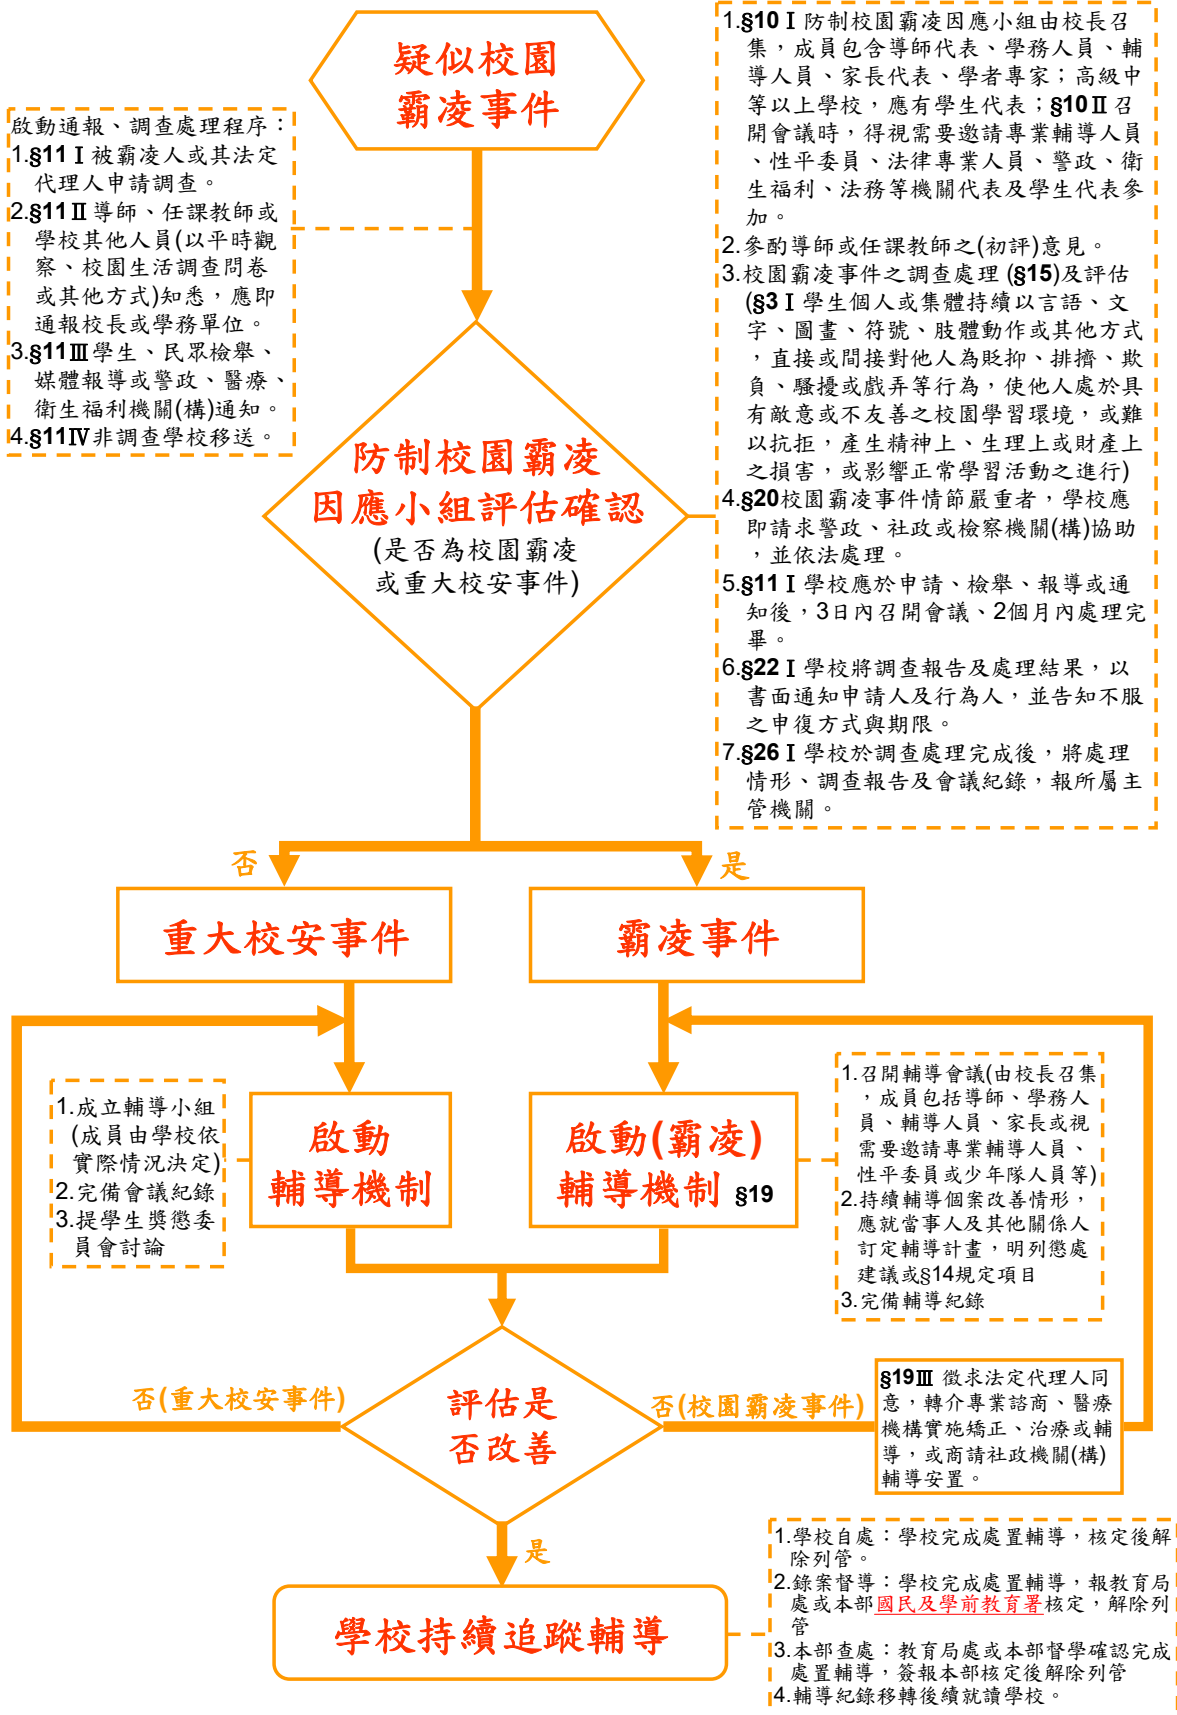 疑似校園
霸凌事件
啟動通報、調查處理程序：
1.§11Ⅰ被霸凌人或其法定
代理人申請調查。
2.§11Ⅱ導師、任課教師或
學校其他人員(以平時觀
察、校園生活調查問卷
或其他方式)知悉，應即
通報校長或學務單位。
3.§11Ⅲ學生、民眾檢舉、
媒體報導或警政、醫療、
衛生福利機關(構)通知。
4.§11Ⅳ非調查學校移送。
1.§10Ⅰ防制校園霸凌因應小組由校長召
集，成員包含導師代表、學務人員、輔
導人員、家長代表、學者專家；高級中
等以上學校，應有學生代表；§10Ⅱ召
開會議時，得視需要邀請專業輔導人員
、性平委員、法律專業人員、警政、衛
生福利、法務等機關代表及學生代表參
加。
2.參酌導師或任課教師之(初評)意見。
3.校園霸凌事件之調查處理 (§15)及評估
(§3Ⅰ學生個人或集體持續以言語、文
字、圖畫、符號、肢體動作或其他方式
，直接或間接對他人為貶抑、排擠、欺
負、騷擾或戲弄等行為，使他人處於具
有敵意或不友善之校園學習環境，或難
以抗拒，產生精神上、生理上或財產上
之損害，或影響正常學習活動之進行)
4.§20校園霸凌事件情節嚴重者，學校應
即請求警政、社政或檢察機關(構)協助
，並依法處理。
5.§11Ⅰ學校應於申請、檢舉、報導或通
知後，3日內召開會議、2個月內處理完
畢。
6.§22Ⅰ學校將調查報告及處理結果，以
書面通知申請人及行為人，並告知不服
之申復方式與期限。
7.§26Ⅰ學校於調查處理完成後，將處理
情形、調查報告及會議紀錄，報所屬主
管機關。
防制校園霸凌
因應小組評估確認
(是否為校園霸凌
或重大校安事件)
否
是
重大校安事件
霸凌事件
1.成立輔導小組
(成員由學校依
實際情況決定)
2.完備會議紀錄
3.提學生獎懲委
員會討論
啟動
輔導機制
啟動(霸凌)
輔導機制 §19
1.召開輔導會議(由校長召集
，成員包括導師、學務人
員、輔導人員、家長或視
需要邀請專業輔導人員、
性平委員或少年隊人員等)
2.持續輔導個案改善情形，
應就當事人及其他關係人
訂定輔導計畫，明列懲處
建議或§14規定項目
3.完備輔導紀錄
否(重大校安事件)
評估是
否改善
否(校園霸凌事件)
§19Ⅲ 徵求法定代理人同
意，轉介專業諮商、醫療
機構實施矯正、治療或輔
導，或商請社政機關(構)
輔導安置。
是
學校持續追蹤輔導
1.學校自處：學校完成處置輔導，核定後解
除列管。
2.錄案督導：學校完成處置輔導，報教育局
處或本部國民及學前教育署核定，解除列
管
3.本部查處：教育局處或本部督學確認完成
處置輔導，簽報本部核定後解除列管
4.輔導紀錄移轉後續就讀學校。